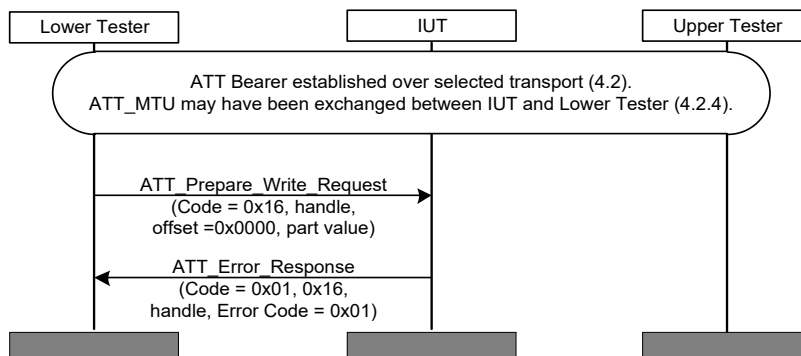 Lower Tester
IUT
Upper Tester
ATT Bearer established over selected transport (4.2).
ATT_MTU may have been exchanged between IUT and Lower Tester (4.2.4).
ATT_Prepare_Write_Request
(Code = 0x16, handle,
offset =0x0000, part value)
ATT_Error_Response
(Code = 0x01, 0x16,
handle, Error Code = 0x01)